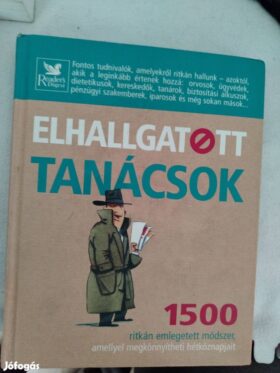 Reader's
Digest
Fontos tudnivalók, amelyekről ritkán hallunk – azoktól,
akik a leginkább értenek hozzá: orvosok, ügyvédek,
dietetikusok, kereskedők, tanárok, biztosítási alkuszok,
pénzügyi szakemberek, iparosok és még sokan mások...
ELHALLGATOTT
TANÁCSOK
1500
ritkán emlegetett módszer,
amellyel megkönnyítheti hétköznapjait
Jófogás